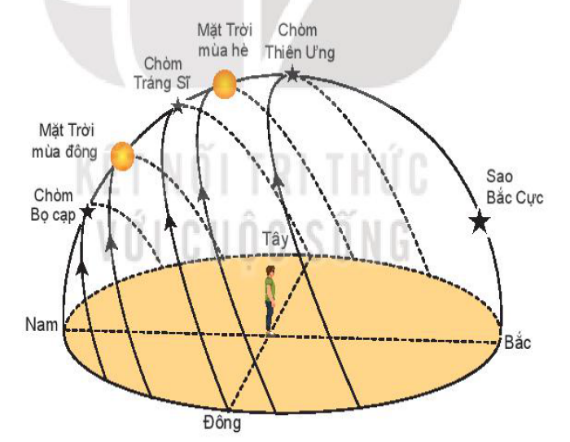 Mặt Trời
mùa hè
Chòm
Thiên Ưng
Chòm
Tráng Sĩ
Mặt Trời
mùa đông
Chòm
Bọ cạp
Sao
Bắc Cực
KẾT NỐI TRI THỨC
VỚI CUỘC SỐNG
Tây
Nam
Bắc
Đông